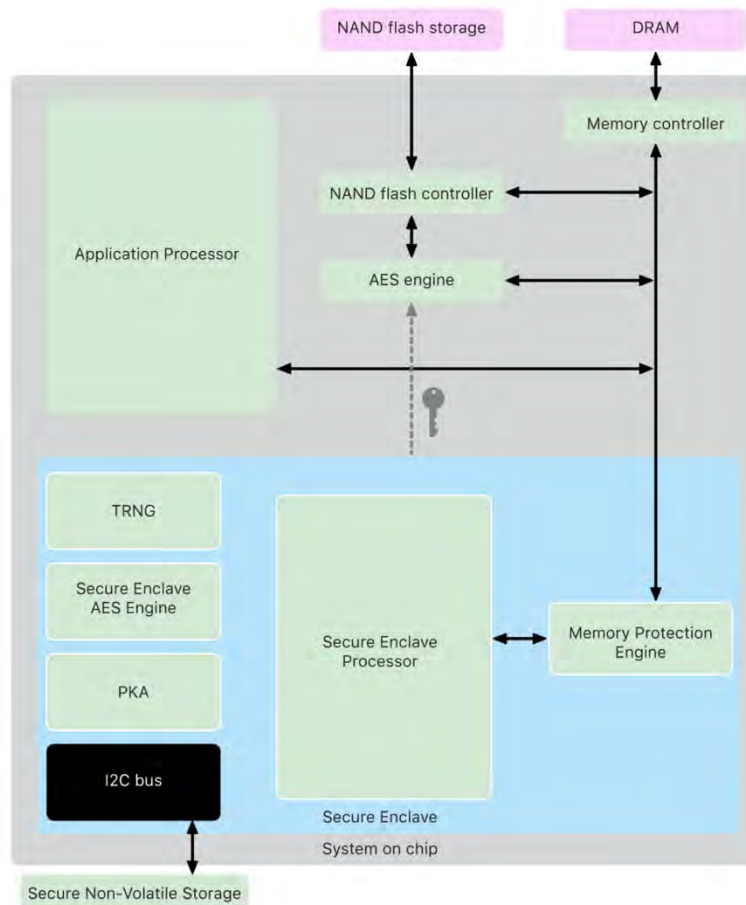 NAND flash storage
DRAM
Memory controller
NAND flash controller
Application Processor
AES engine
TRNG
Secure Enclave
AES Engine
Secure Enclave
Processor
Memory Protection
Engine
PKA
I2C bus
Secure Enclave
System on chip
Secure Non-Volatile Storage